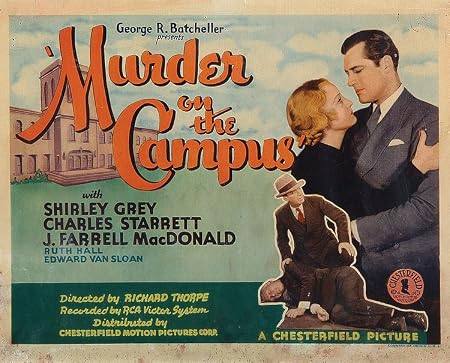 George R. Batcheller
presents
Murder
on the
Campus
with
SHIRLEY GREY
CHARLES STARRETT
J. FARRELL MacDONALD
RUTH HALL
EDWARD VAN SLOAN
Directed by RICHARD THORPE
Recorded by RCA Victor System
Distributed by
CHESTERFIELD MOTION PICTURES CORP.
CHESTERFIELD
A CHESTERFIELD PICTURE